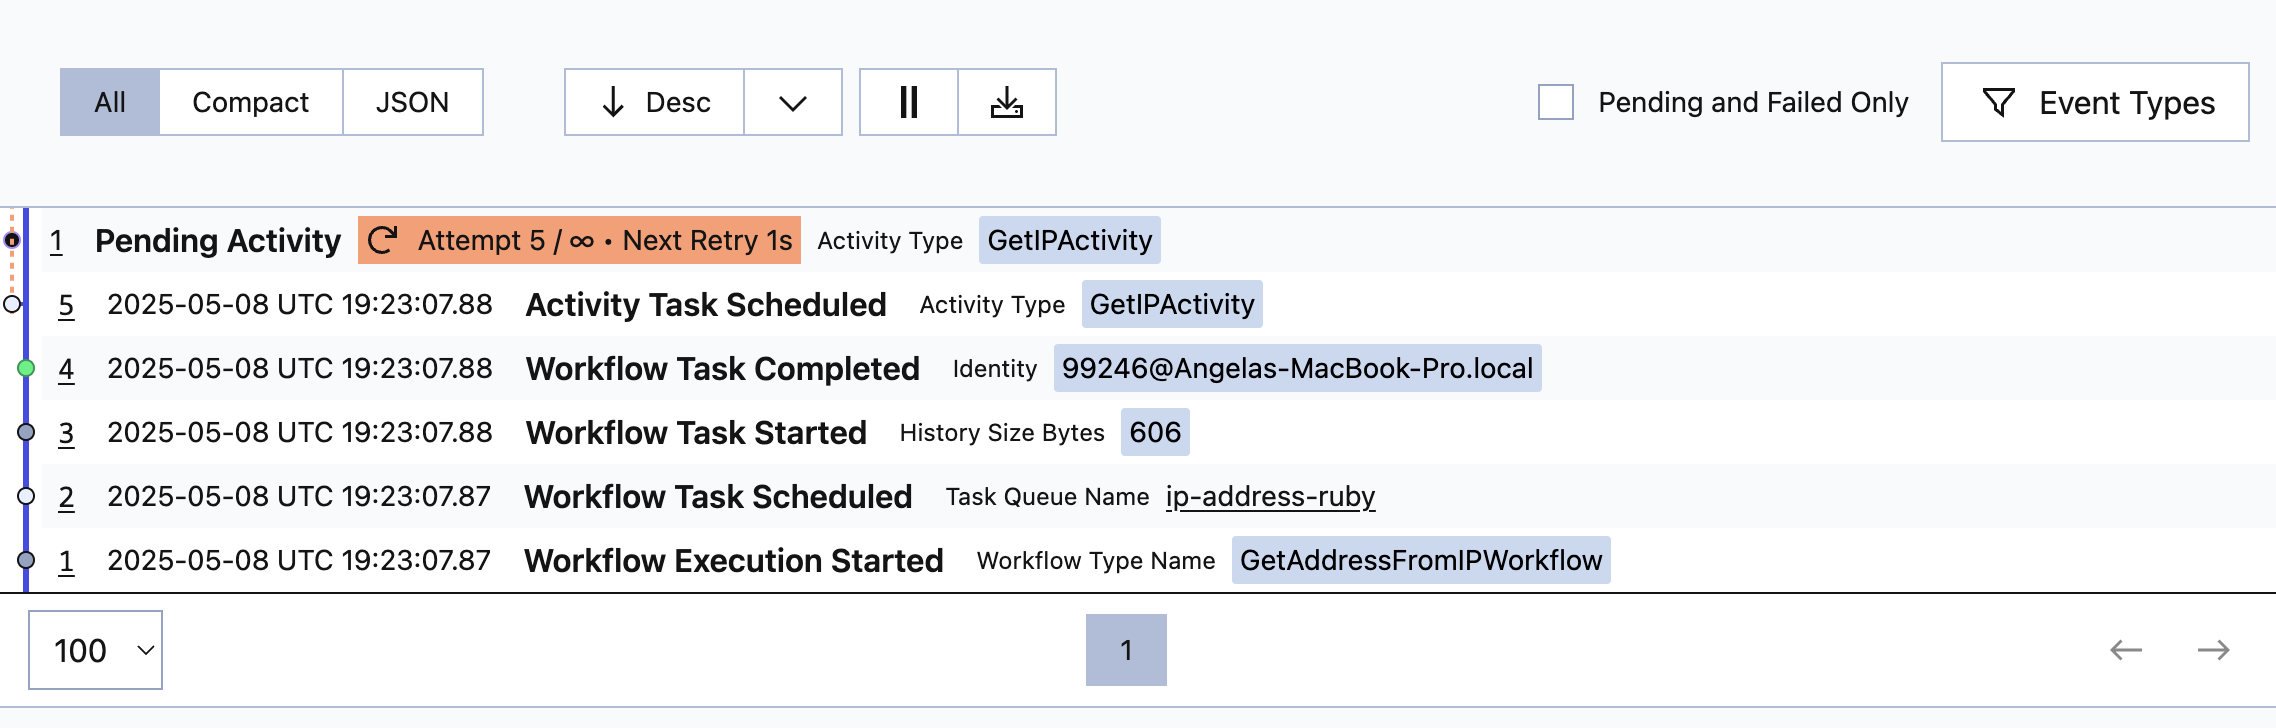 All Compact JSON Desc Pending and Failed Only Event Types
1 Pending Activity Attempt 5 / ∞ • Next Retry 1s Activity Type GetIPActivity
5 2025-05-08 UTC 19:23:07.88 Activity Task Scheduled Activity Type GetIPActivity
4 2025-05-08 UTC 19:23:07.88 Workflow Task Completed Identity 99246@Angelas-MacBook-Pro.local
3 2025-05-08 UTC 19:23:07.88 Workflow Task Started History Size Bytes 606
2 2025-05-08 UTC 19:23:07.87 Workflow Task Scheduled Task Queue Name ip-address-ruby
1 2025-05-08 UTC 19:23:07.87 Workflow Execution Started Workflow Type Name GetAddressFromIPWorkflow
100 1